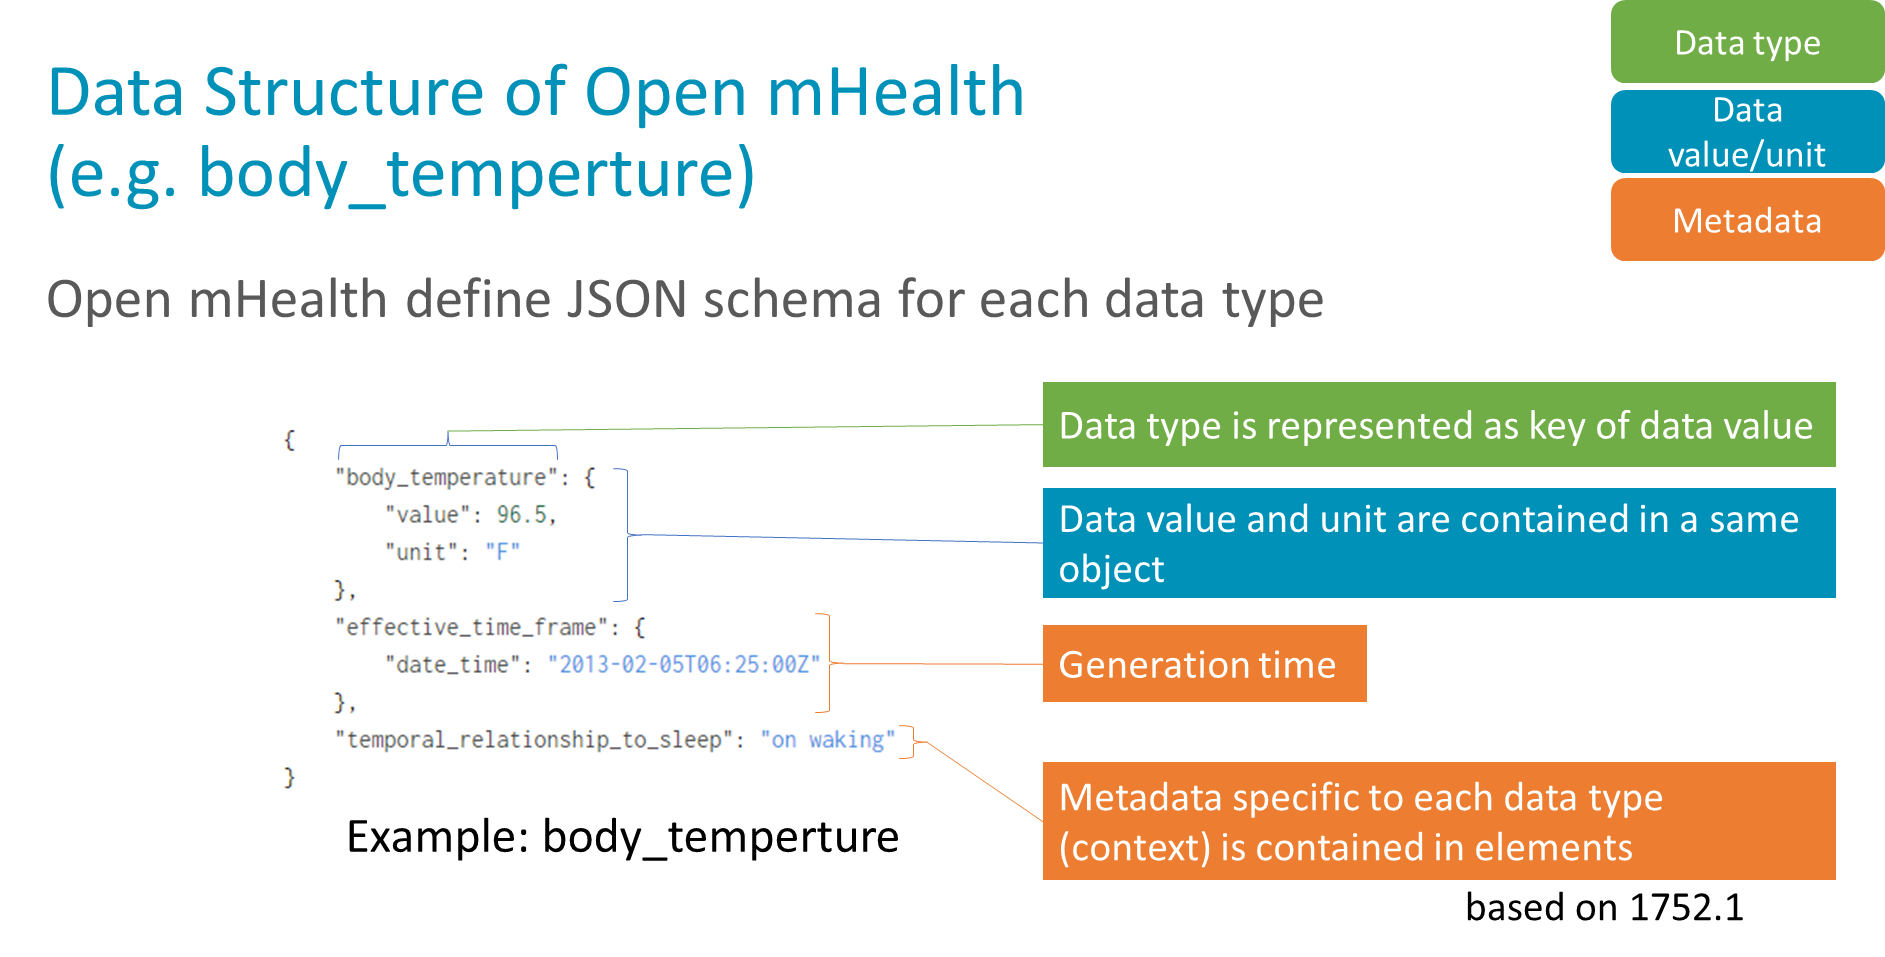 Data type
Data
value/unit
Metadata
Data Structure of Open mHealth
(e.g. body_temperture)
Open mHealth define JSON schema for each data type
{
"body_temperature": {
"value": 96.5,
"unit": "F"
},
"effective_time_frame": {
"date_time": "2013-02-05T06:25:00Z"
},
"temporal_relationship_to_sleep": "on waking"
}
Example: body_temperture
Data type is represented as key of data value
Data value and unit are contained in a same
object
Generation time
Metadata specific to each data type
(context) is contained in elements
based on 1752.1